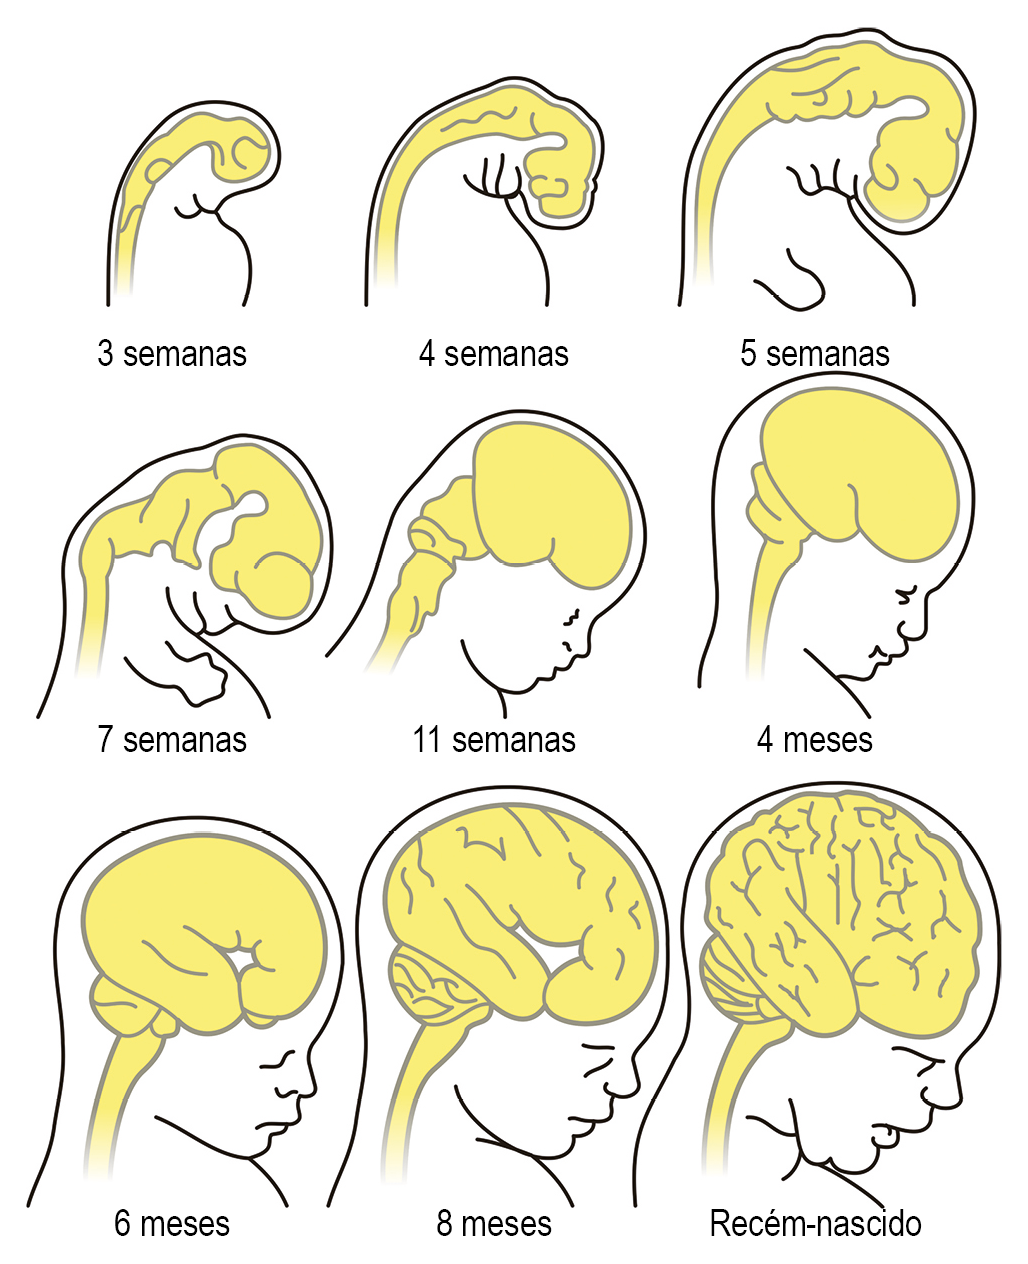 3 semanas
4 semanas
5 semanas
7 semanas
11 semanas
4 meses
6 meses
8 meses
Recém-nascido